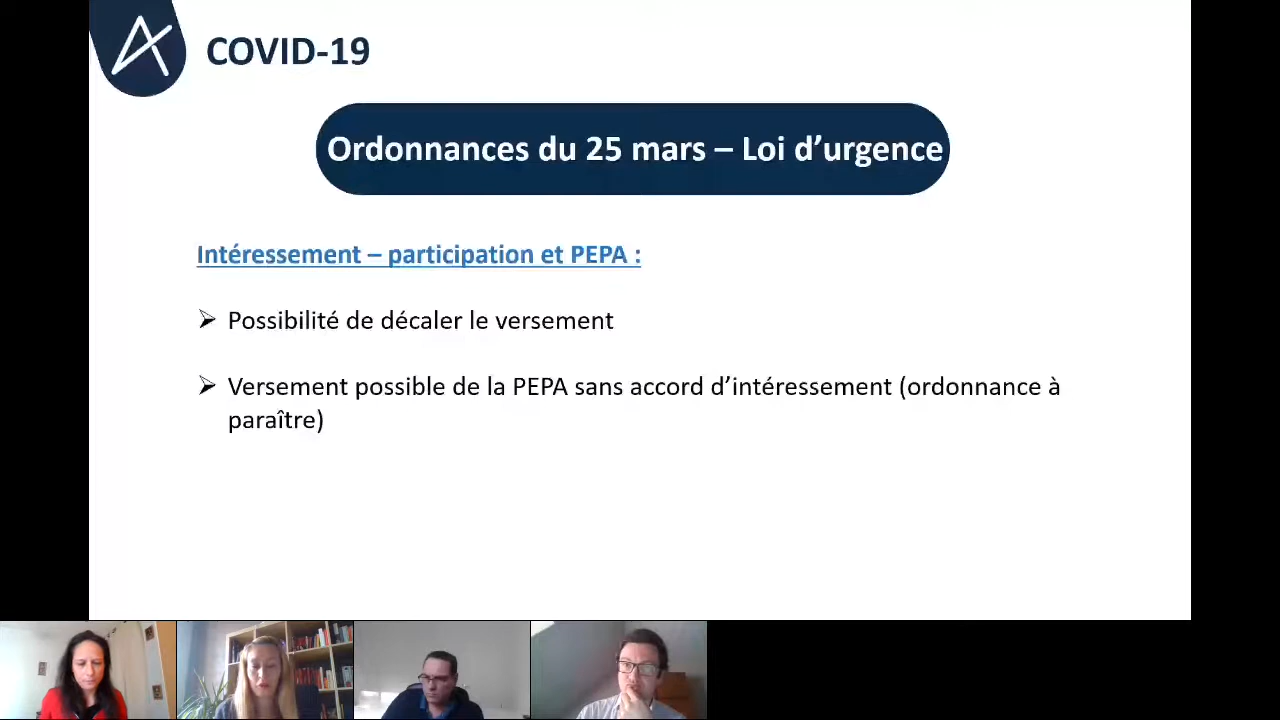 COVID-19
Ordonnances du 25 mars – Loi d’urgence
Intéressement – participation et PEPA :
➢ Possibilité de décaler le versement
➢ Versement possible de la PEPA sans accord d’intéressement (ordonnance à
paraître)